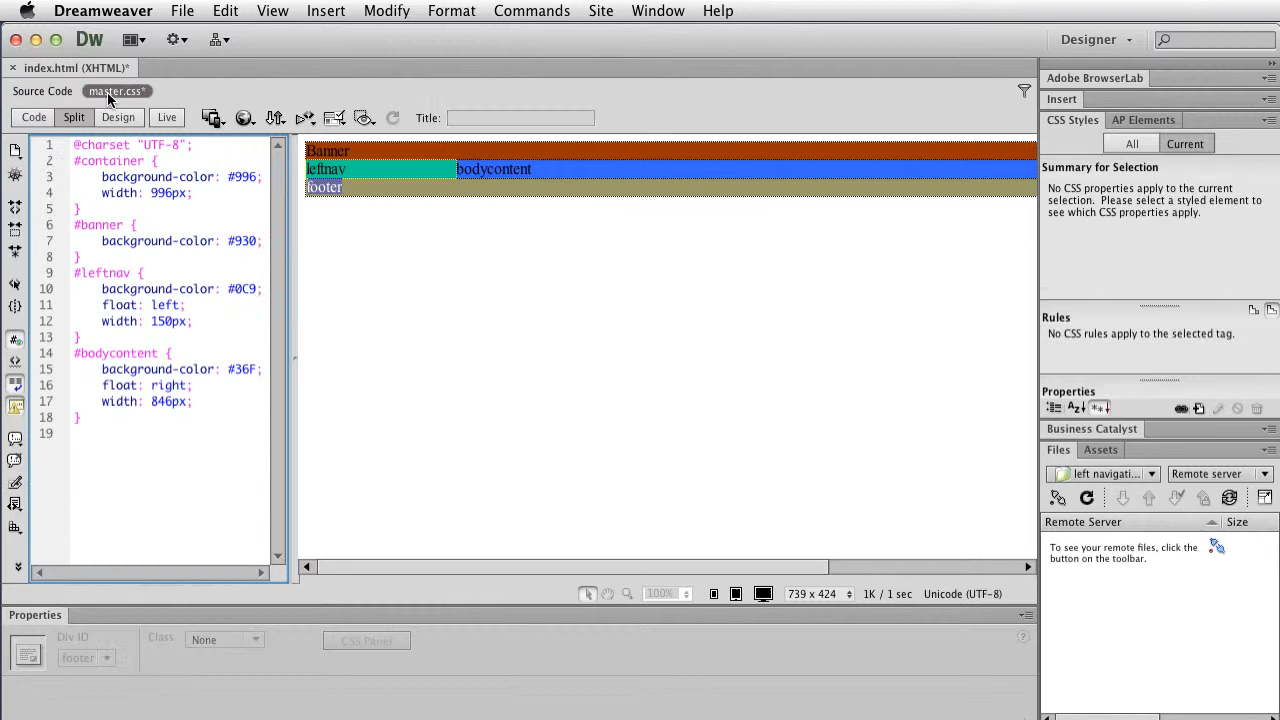 Dreamweaver File Edit View Insert Modify Format Commands Site Window Help
Dw
Designer
index.html (XHTML)*
Source Code master.css*
Code Split Design Live Title:
1 @charset "UTF-8";
2 #container {
3 background-color: #996;
4 width: 996px;
5 }
6 #banner {
7 background-color: #930;
8 }
9 #leftnav {
10 background-color: #0C9;
11 float: left;
12 width: 150px;
13 }
14 #bodycontent {
15 background-color: #36F;
16 float: right;
17 width: 846px;
18 }
19
Banner
leftnav bodycontent
footer
100% 739 x 424 1K / 1 sec Unicode (UTF-8)
Properties
Div ID
footer
Class None
CSS Panel
Adobe BrowserLab
Insert
CSS Styles AP Elements
All Current
Summary for Selection
No CSS properties apply to the current
selection. Please select a styled element to
see which CSS properties apply.
Rules
No CSS rules apply to the selected tag.
Properties
Business Catalyst
Files Assets
left navigati... Remote server
Remote Server Size
To see your remote files, click the
button on the toolbar.